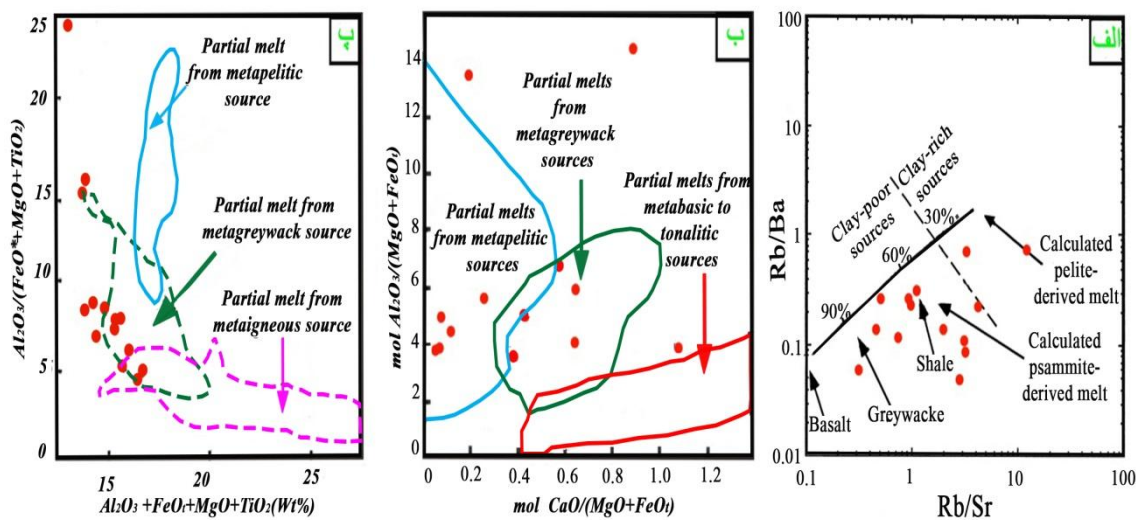 پ
25
20
15
10
5
0
Al₂O₃/(FeO*+MgO+TiO₂)
Partial melt
from metapelitic
source
Partial melt from
metagreywack source
Partial melt from
metaigneous source
15
20
25
Al₂O₃ +FeOₜ+MgO+TiO₂(Wt%)
ب
14
12
10
8
6
4
2
0
mol Al₂O₃/(MgO+FeOₜ)
Partial melts
from
metagreywack
sources
Partial melts
from metapelitic
sources
Partial melts from
metabasic to
tonalitic
sources
0
0.2
0.4
0.6
0.8
1.0
1.2
mol CaO/(MgO+FeOₜ)
الف
100
10
1
0.1
0.01
Rb/Ba
Clay-poor
sources
Clay-rich
sources
30%
60%
90%
Calculated
pelite-
derived melt
Shale
Calculated
psammite-
derived melt
Greywacke
Basalt
0.1
1
10
100
Rb/Sr